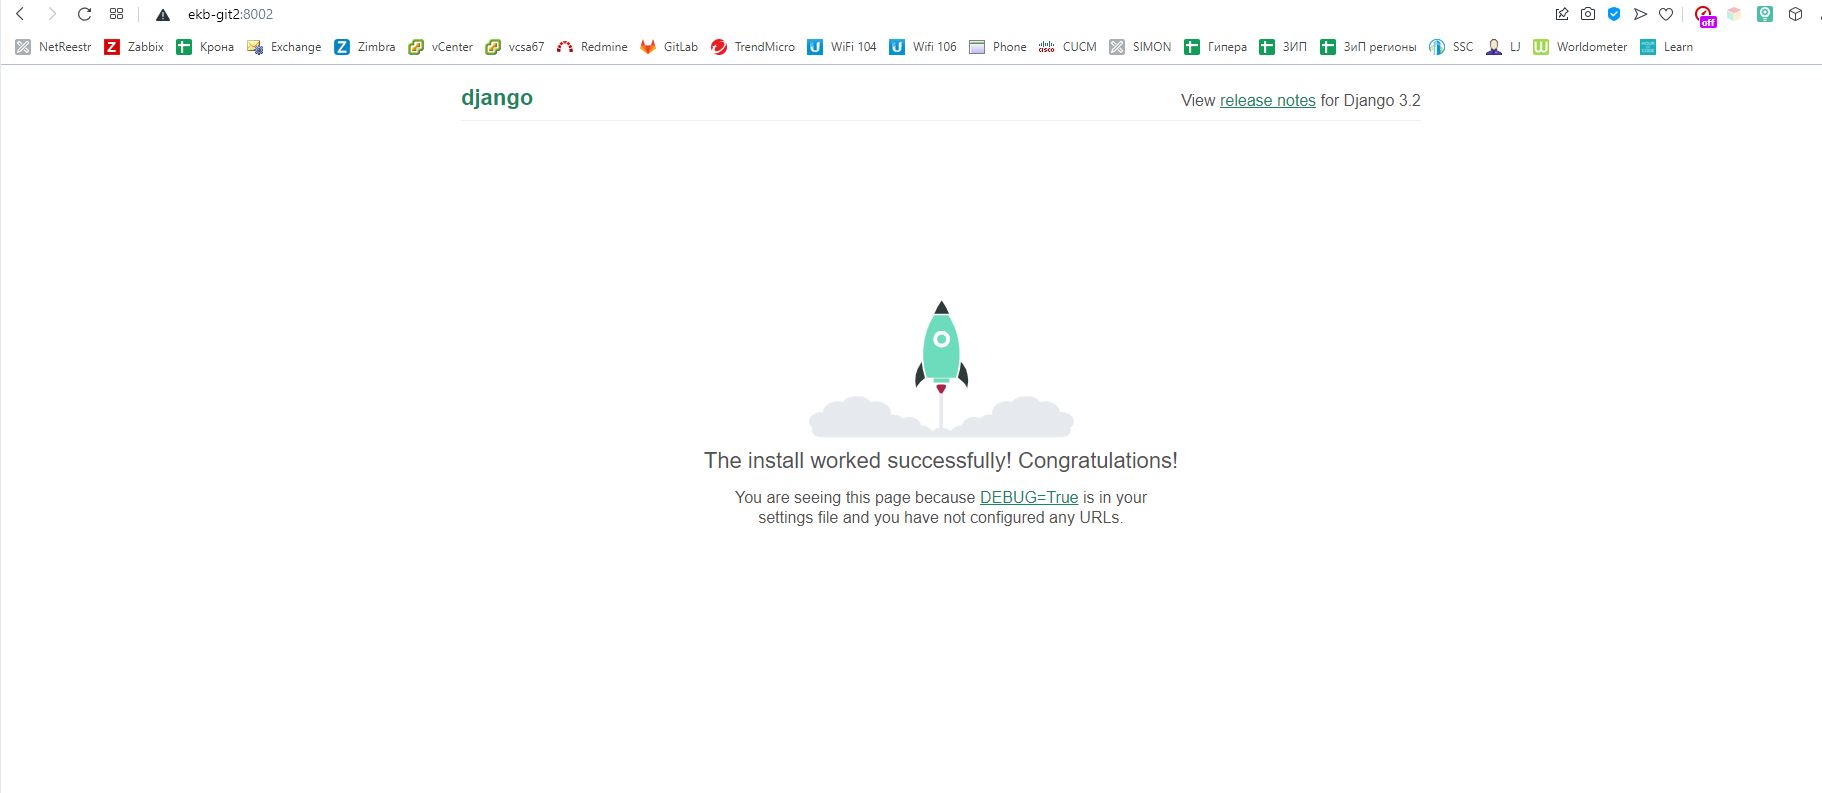 ekb-git2:8002
off
NetReestr Zabbix Крона Exchange Zimbra vCenter vcsa67 Redmine GitLab TrendMicro WiFi 104 Wifi 106 Phone CUCM SIMON Гипера ЗИП ЗиП регионы SSC LJ Worldometer Learn
django
View release notes for Django 3.2
The install worked successfully! Congratulations!
You are seeing this page because DEBUG=True is in your
settings file and you have not configured any URLs.